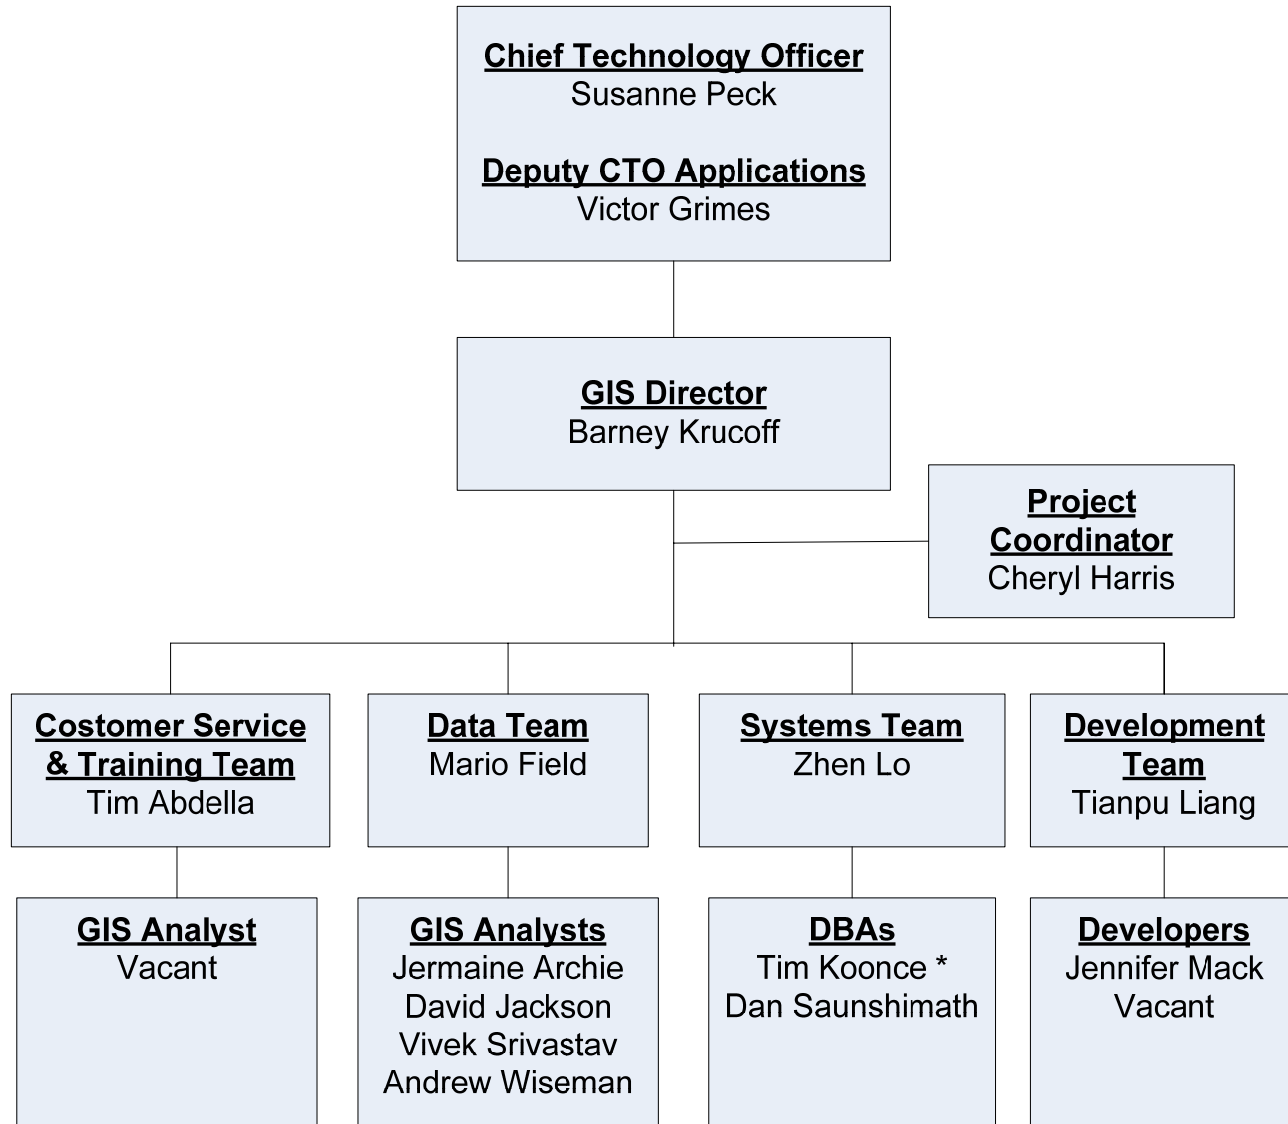 Chief Technology Officer
Susanne Peck
Deputy CTO Applications
Victor Grimes
GIS Director
Barney Krucoff
Project
Coordinator
Cheryl Harris
Costomer Service
& Training Team
Tim Abdella
Data Team
Mario Field
Systems Team
Zhen Lo
Development
Team
Tianpu Liang
GIS Analyst
Vacant
GIS Analysts
Jermaine Archie
David Jackson
Vivek Srivastav
Andrew Wiseman
DBAs
Tim Koonce *
Dan Saunshimath
Developers
Jennifer Mack
Vacant